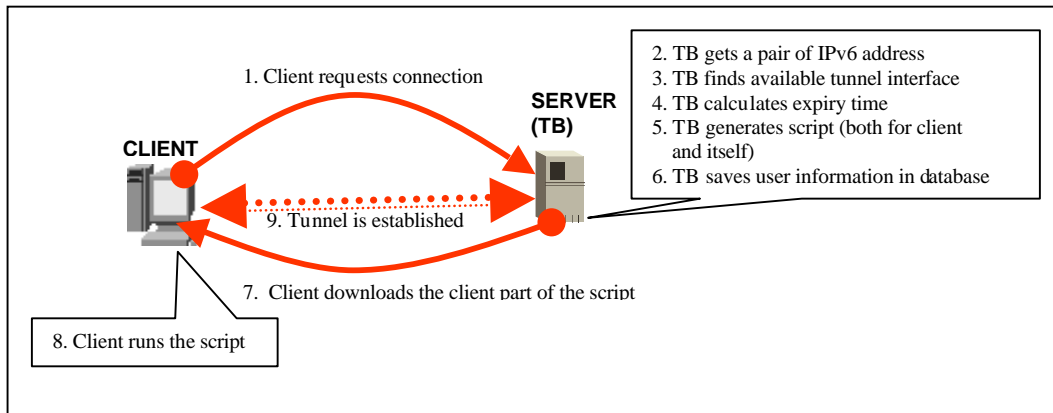 1. Client requests connection
SERVER
(TB)
CLIENT
2. TB gets a pair of IPv6 address
3. TB finds available tunnel interface
4. TB calculates expiry time
5. TB generates script (both for client
and itself)
6. TB saves user information in database
9. Tunnel is established
7. Client downloads the client part of the script
8. Client runs the script